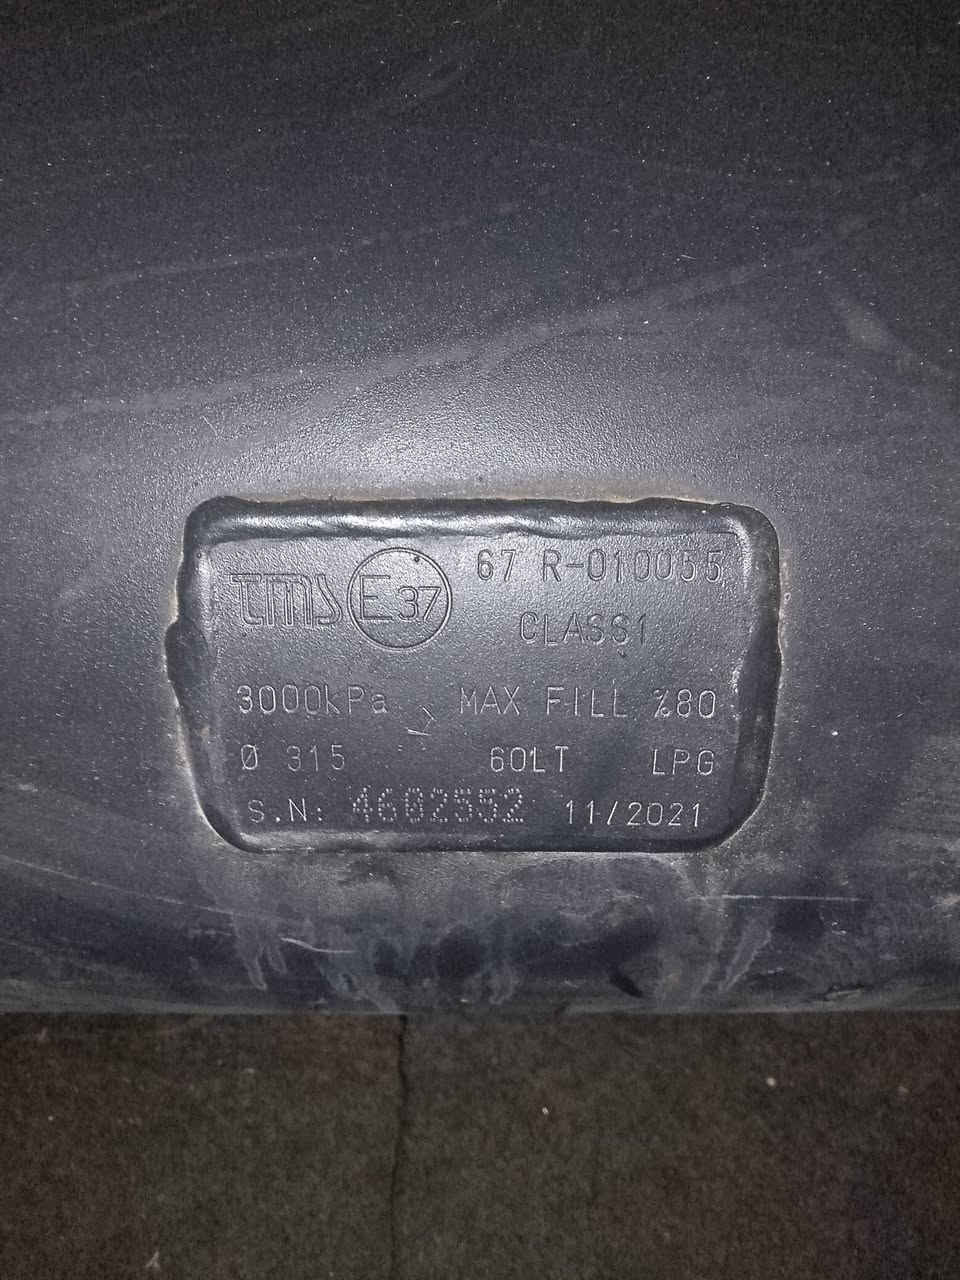 tms E37 67 R-010055
CLASS1
3000kPa MAX FILL %80
Ø 315 60LT LPG
S.N: 4602552 11/2021